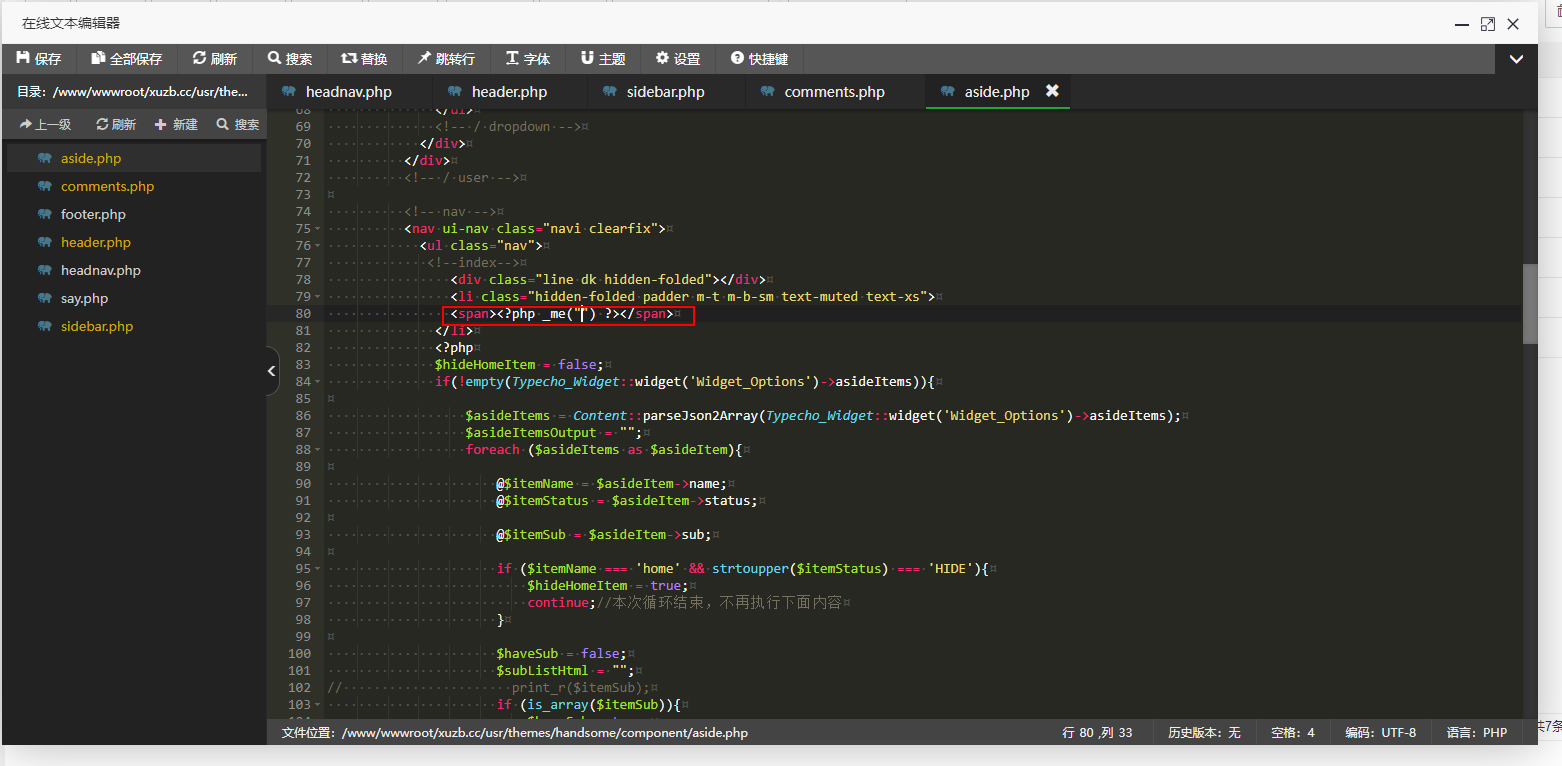 在线文本编辑器
保存 全部保存 刷新 搜索 替换 跳转行 字体 主题 设置 快捷键
目录：/www/wwwroot/xuzb.cc/usr/the... headnav.php header.php sidebar.php comments.php aside.php
上一级 刷新 新建 搜索
aside.php
comments.php
footer.php
header.php
headnav.php
say.php
sidebar.php
68 </ul>
69 <!-- / dropdown -->
70 </div>
71 </div>
72 <!-- / user -->
73
74 <!-- nav -->
75 <nav ui-nav class="navi clearfix">
76 <ul class="nav">
77 <!--index-->
78 <div class="line dk hidden-folded"></div>
79 <li class="hidden-folded padder m-t m-b-sm text-muted text-xs">
80 <span><?php _me("") ?></span>
81 </li>
82 <?php
83 $hideHomeItem = false;
84 if(!empty(Typecho_Widget::widget('Widget_Options')->asideItems)){
85
86 $asideItems = Content::parseJson2Array(Typecho_Widget::widget('Widget_Options')->asideItems);
87 $asideItemsOutput = "";
88 foreach ($asideItems as $asideItem){
89
90 @$itemName = $asideItem->name;
91 @$itemStatus = $asideItem->status;
92
93 @$itemSub = $asideItem->sub;
94
95 if ($itemName === 'home' && strtoupper($itemStatus) === 'HIDE'){
96 $hideHomeItem = true;
97 continue;//本次循环结束，不再执行下面内容
98 }
99
100 $haveSub = false;
101 $subListHtml = "";
102 // print_r($itemSub);
103 if (is_array($itemSub)){
文件位置：/www/wwwroot/xuzb.cc/usr/themes/handsome/component/aside.php 行 80 ,列 33 历史版本：无 空格：4 编码：UTF-8 语言：PHP
共7条